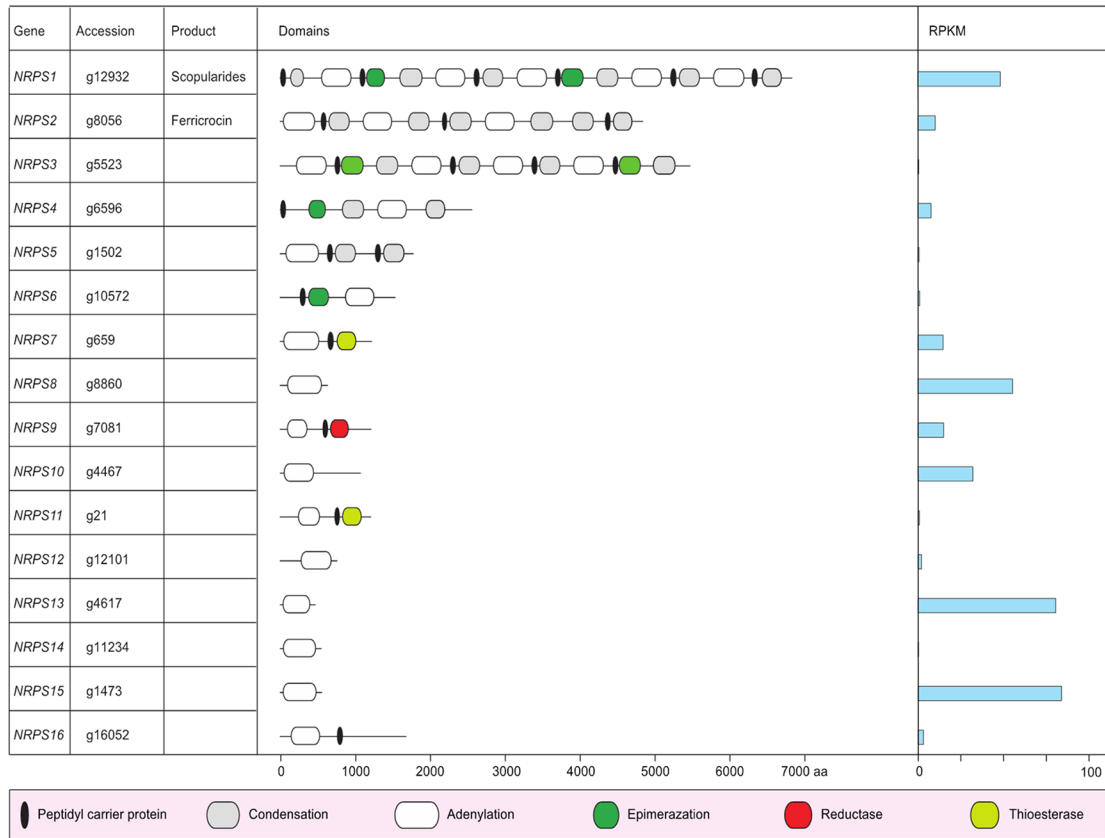 Gene Accession Product Domains RPKM
NRPS1 g12932 Scopularides
NRPS2 g8056 Ferricrocin
NRPS3 g5523
NRPS4 g6596
NRPS5 g1502
NRPS6 g10572
NRPS7 g659
NRPS8 g8860
NRPS9 g7081
NRPS10 g4467
NRPS11 g21
NRPS12 g12101
NRPS13 g4617
NRPS14 g11234
NRPS15 g1473
NRPS16 g16052
0 1000 2000 3000 4000 5000 6000 7000 aa 0 100
Peptidyl carrier protein Condensation Adenylation Epimerazation Reductase Thioesterase